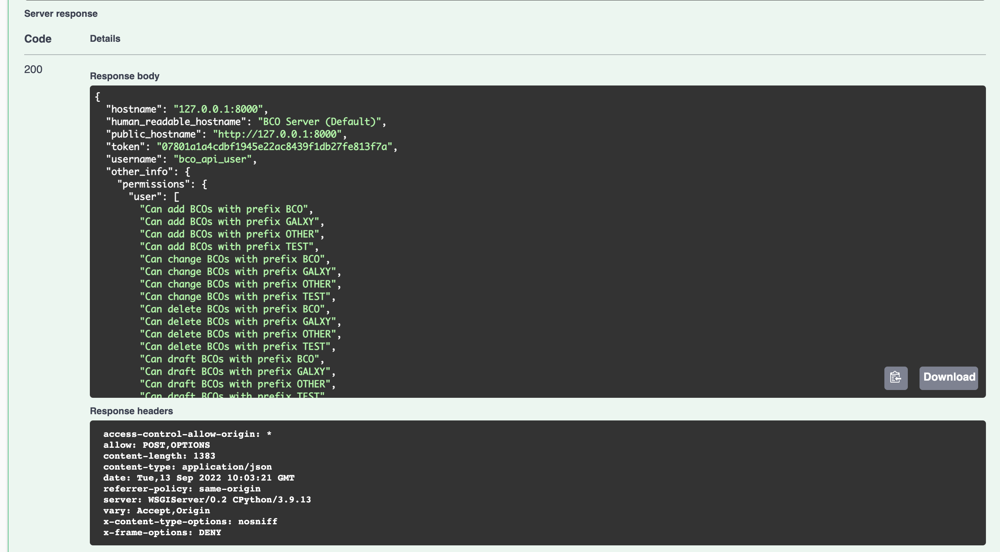 Server response
Code Details
200
Response body
{
  "hostname": "127.0.0.1:8000",
  "human_readable_hostname": "BCO Server (Default)",
  "public_hostname": "http://127.0.0.1:8000",
  "token": "07801a1a4cdbf1945e22ac8439f1db27fe813f7a",
  "username": "bco_api_user",
  "other_info": {
    "permissions": {
      "user": [
        "Can add BCOs with prefix BCO",
        "Can add BCOs with prefix GALXY",
        "Can add BCOs with prefix OTHER",
        "Can add BCOs with prefix TEST",
        "Can change BCOs with prefix BCO",
        "Can change BCOs with prefix GALXY",
        "Can change BCOs with prefix OTHER",
        "Can change BCOs with prefix TEST",
        "Can delete BCOs with prefix BCO",
        "Can delete BCOs with prefix GALXY",
        "Can delete BCOs with prefix OTHER",
        "Can delete BCOs with prefix TEST",
        "Can draft BCOs with prefix BCO",
        "Can draft BCOs with prefix GALXY",
        "Can draft BCOs with prefix OTHER",
        "Can draft BCOs with prefix TEST"
Download
Response headers
access-control-allow-origin: *
allow: POST,OPTIONS
content-length: 1383
content-type: application/json
date: Tue,13 Sep 2022 10:03:21 GMT
referrer-policy: same-origin
server: WSGIServer/0.2 CPython/3.9.13
vary: Accept,Origin
x-content-type-options: nosniff
x-frame-options: DENY